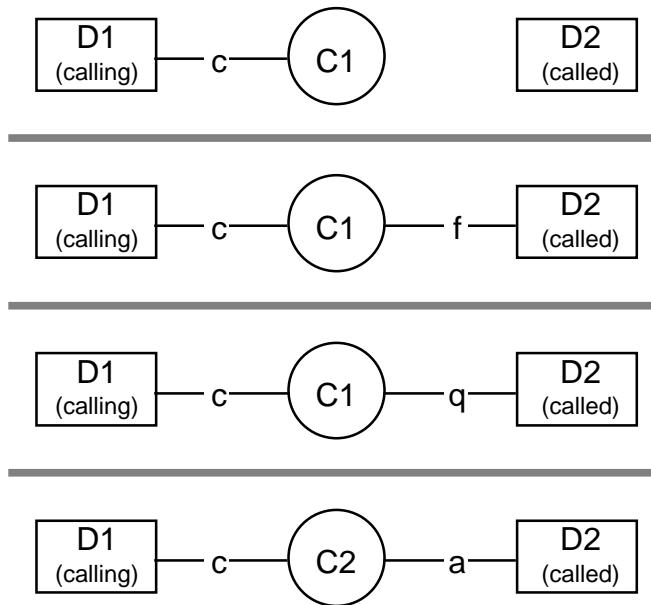 D1 C1 D2
(calling) c (called)
D1 C1 D2
(calling) c f (called)
D1 C1 D2
(calling) c q (called)
D1 C2 D2
(calling) c a (called)